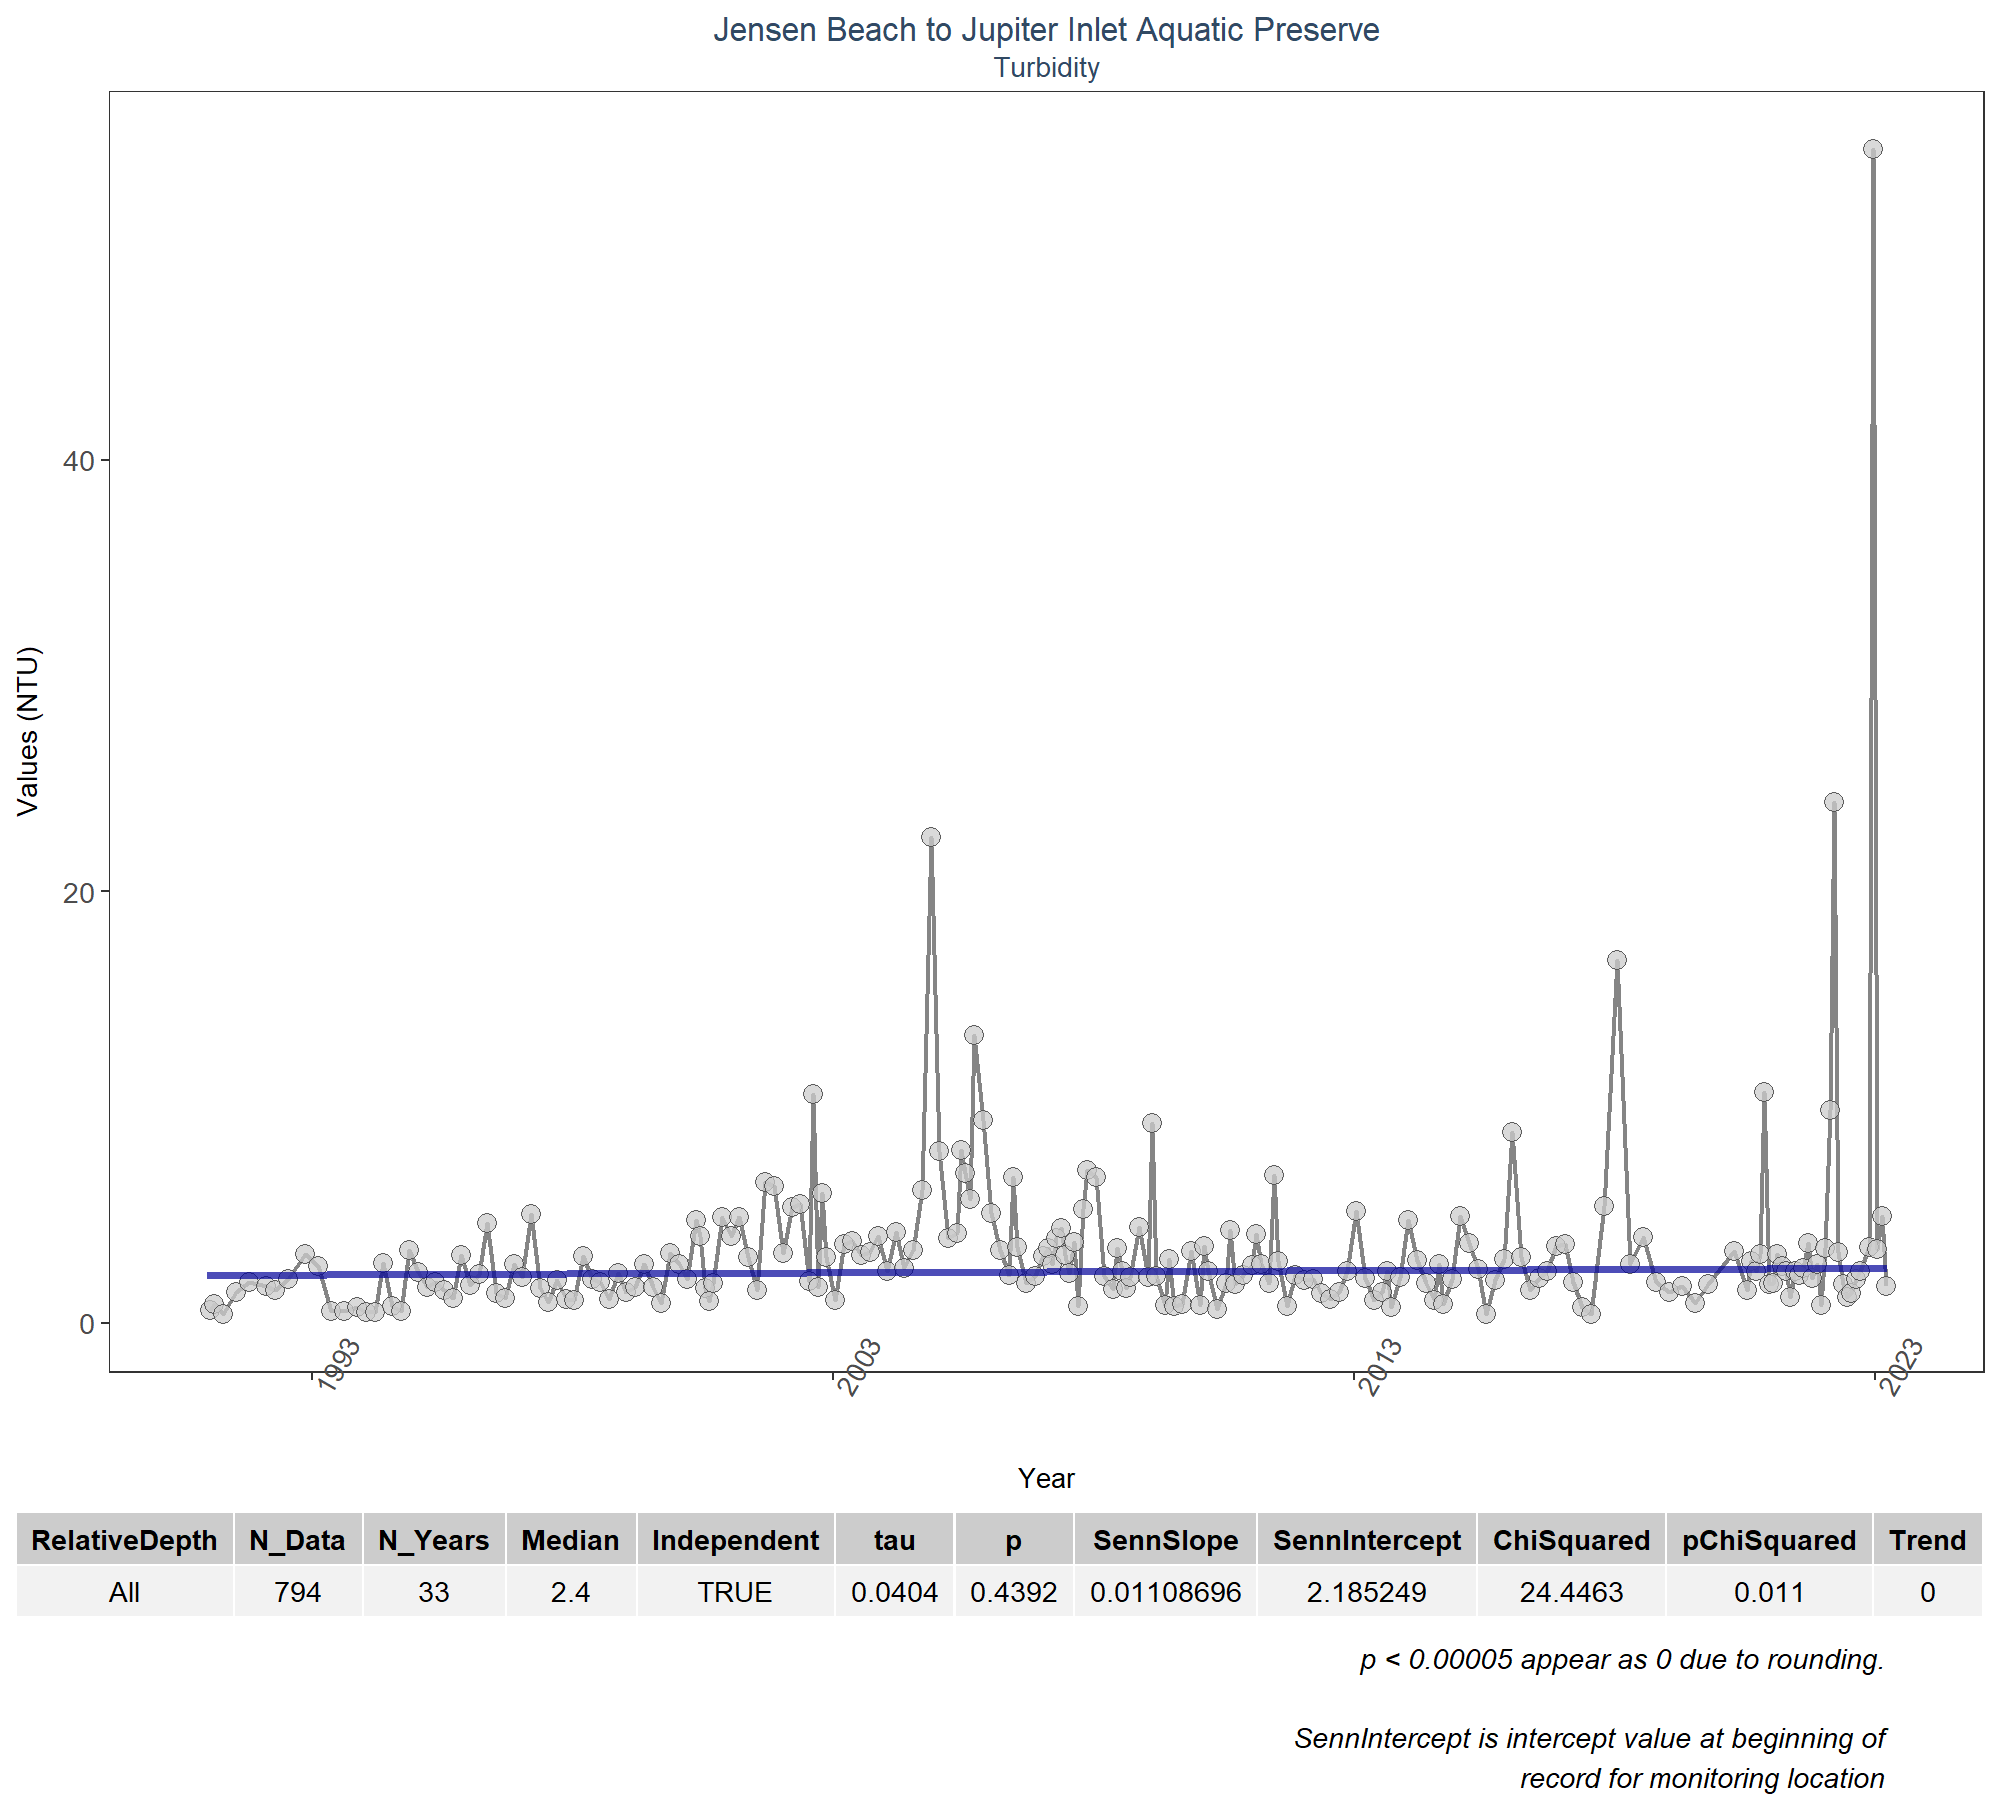 Jensen Beach to Jupiter Inlet Aquatic Preserve
Turbidity
Values (NTU)
40
20
0
1993
2003
2013
2023
Year
RelativeDepth N_Data N_Years Median Independent tau p SennSlope SennIntercept ChiSquared pChiSquared Trend
All 794 33 2.4 TRUE 0.0404 0.4392 0.01108696 2.185249 24.4463 0.011 0
p < 0.00005 appear as 0 due to rounding.
SennIntercept is intercept value at beginning of
record for monitoring location